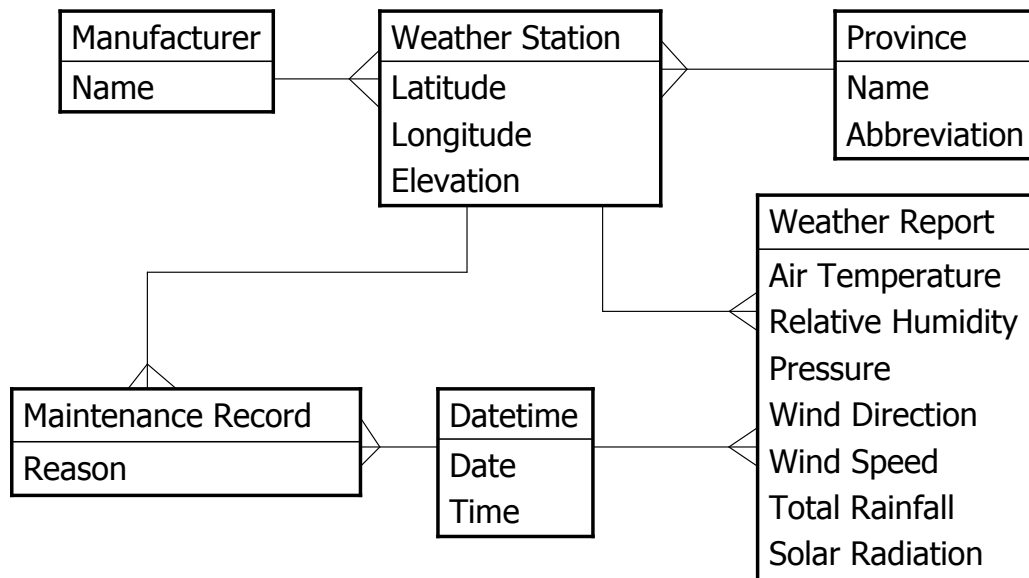 Manufacturer
Name
Weather Station
Latitude
Longitude
Elevation
Province
Name
Abbreviation
Weather Report
Air Temperature
Relative Humidity
Pressure
Wind Direction
Wind Speed
Total Rainfall
Solar Radiation
Maintenance Record
Reason
Datetime
Date
Time